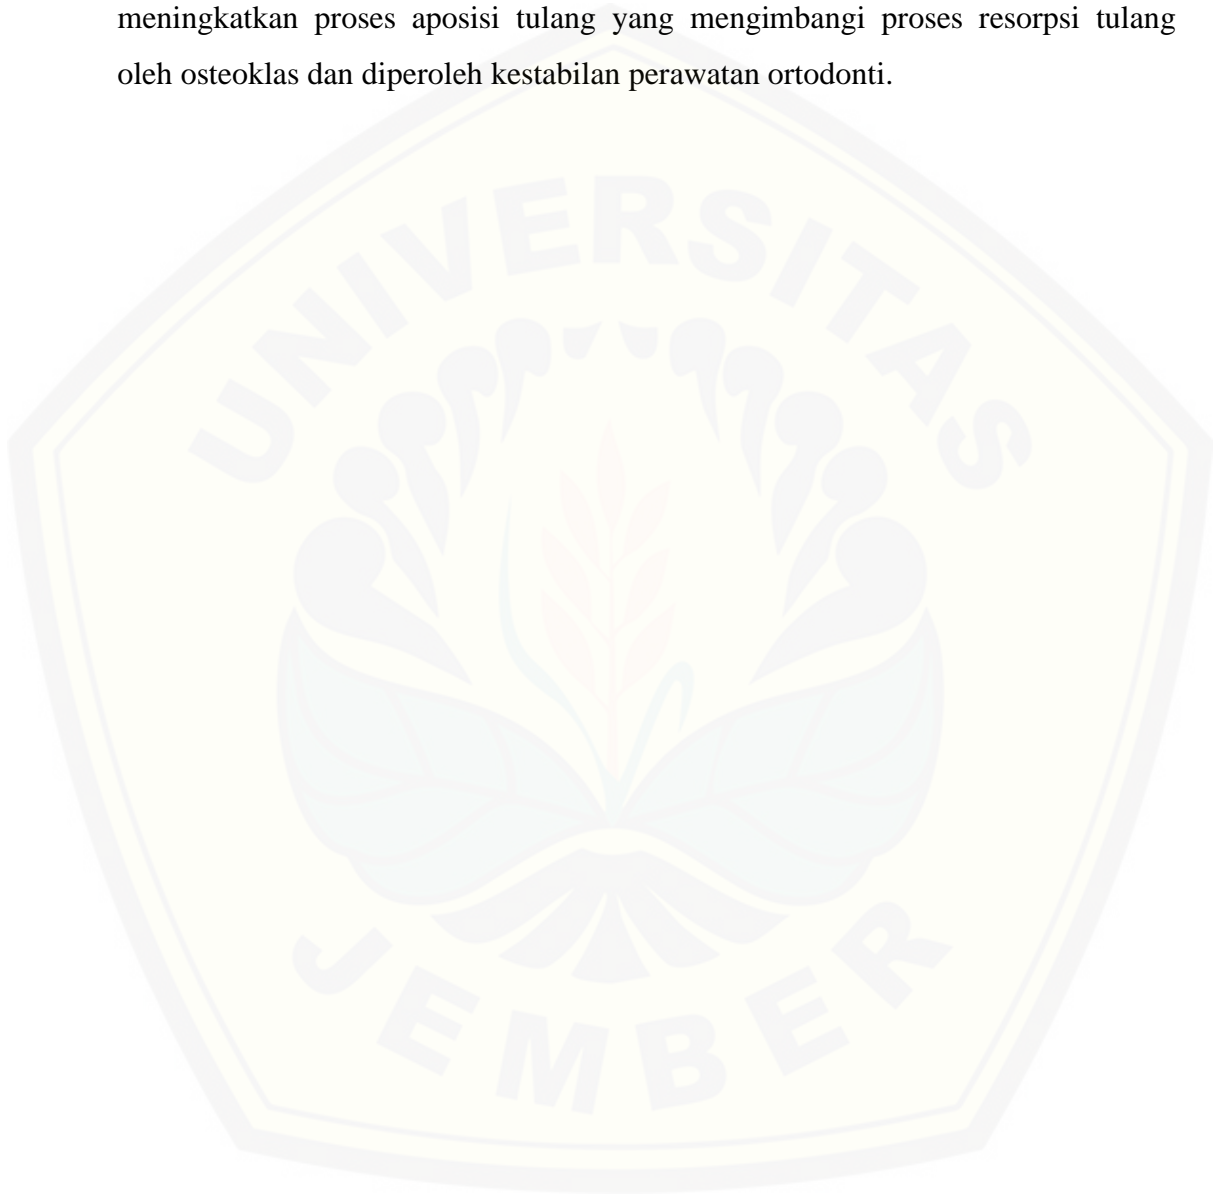 meningkatkan proses aposisi tulang yang mengimbangi proses resorpsi tulang
oleh osteoklas dan diperoleh kestabilan perawatan ortodonti.
UNIVERSITAS
JEMBER